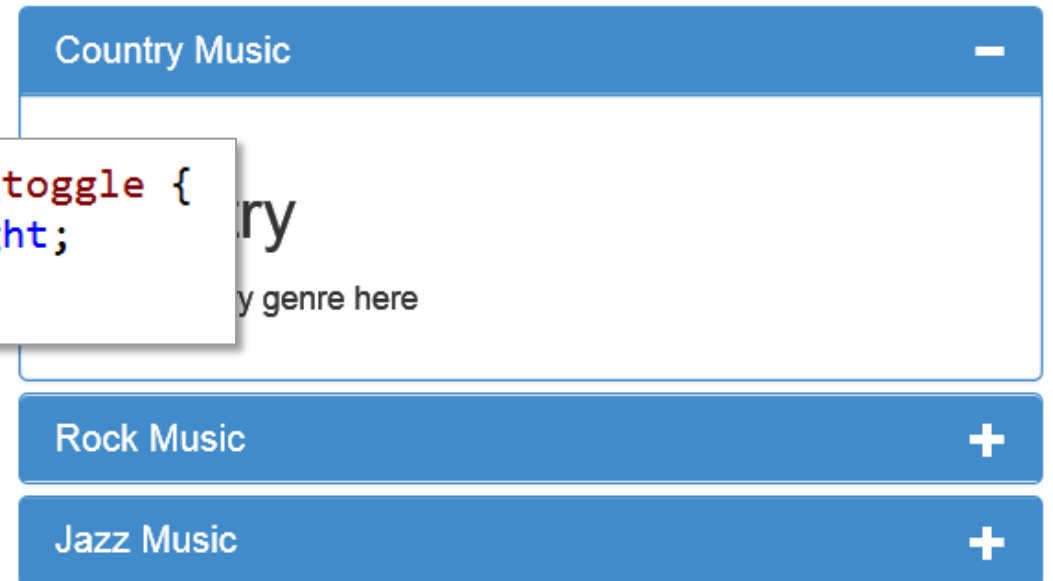 Country Music
toggle {
ht;
ry
y genre here
Rock Music
Jazz Music